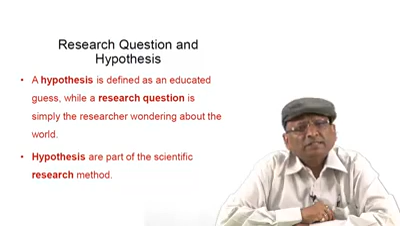 Research Question and
Hypothesis
• A hypothesis is defined as an educated
guess, while a research question is
simply the researcher wondering about the
world.
• Hypothesis are part of the scientific
research method.